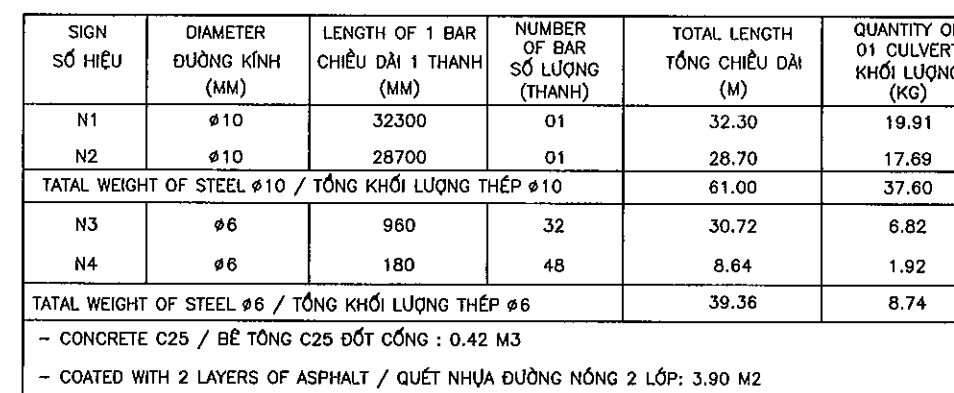 SIGN DIAMETER LENGTH OF 1 BAR NUMBER OF BAR TOTAL LENGTH QUANTITY OF 01 CULVERT
SỐ HIỆU ĐƯỜNG KÍNH CHIỀU DÀI 1 THANH SỐ LƯỢNG TỔNG CHIỀU DÀI KHỐI LƯỢNG
(MM) (MM) (THANH) (M) (KG)
N1 ø10 32300 01 32.30 19.91
N2 ø10 28700 01 28.70 17.69
TATAL WEIGHT OF STEEL ø10 / TỔNG KHỐI LƯỢNG THÉP ø10 61.00 37.60
N3 ø6 960 32 30.72 6.82
N4 ø6 180 48 8.64 1.92
TATAL WEIGHT OF STEEL ø6 / TỔNG KHỐI LƯỢNG THÉP ø6 39.36 8.74
- CONCRETE C25 / BÊ TÔNG C25 ĐỐT CỐNG : 0.42 M3
- COATED WITH 2 LAYERS OF ASPHALT / QUÉT NHỰA ĐƯỜNG NÓNG 2 LỚP: 3.90 M2